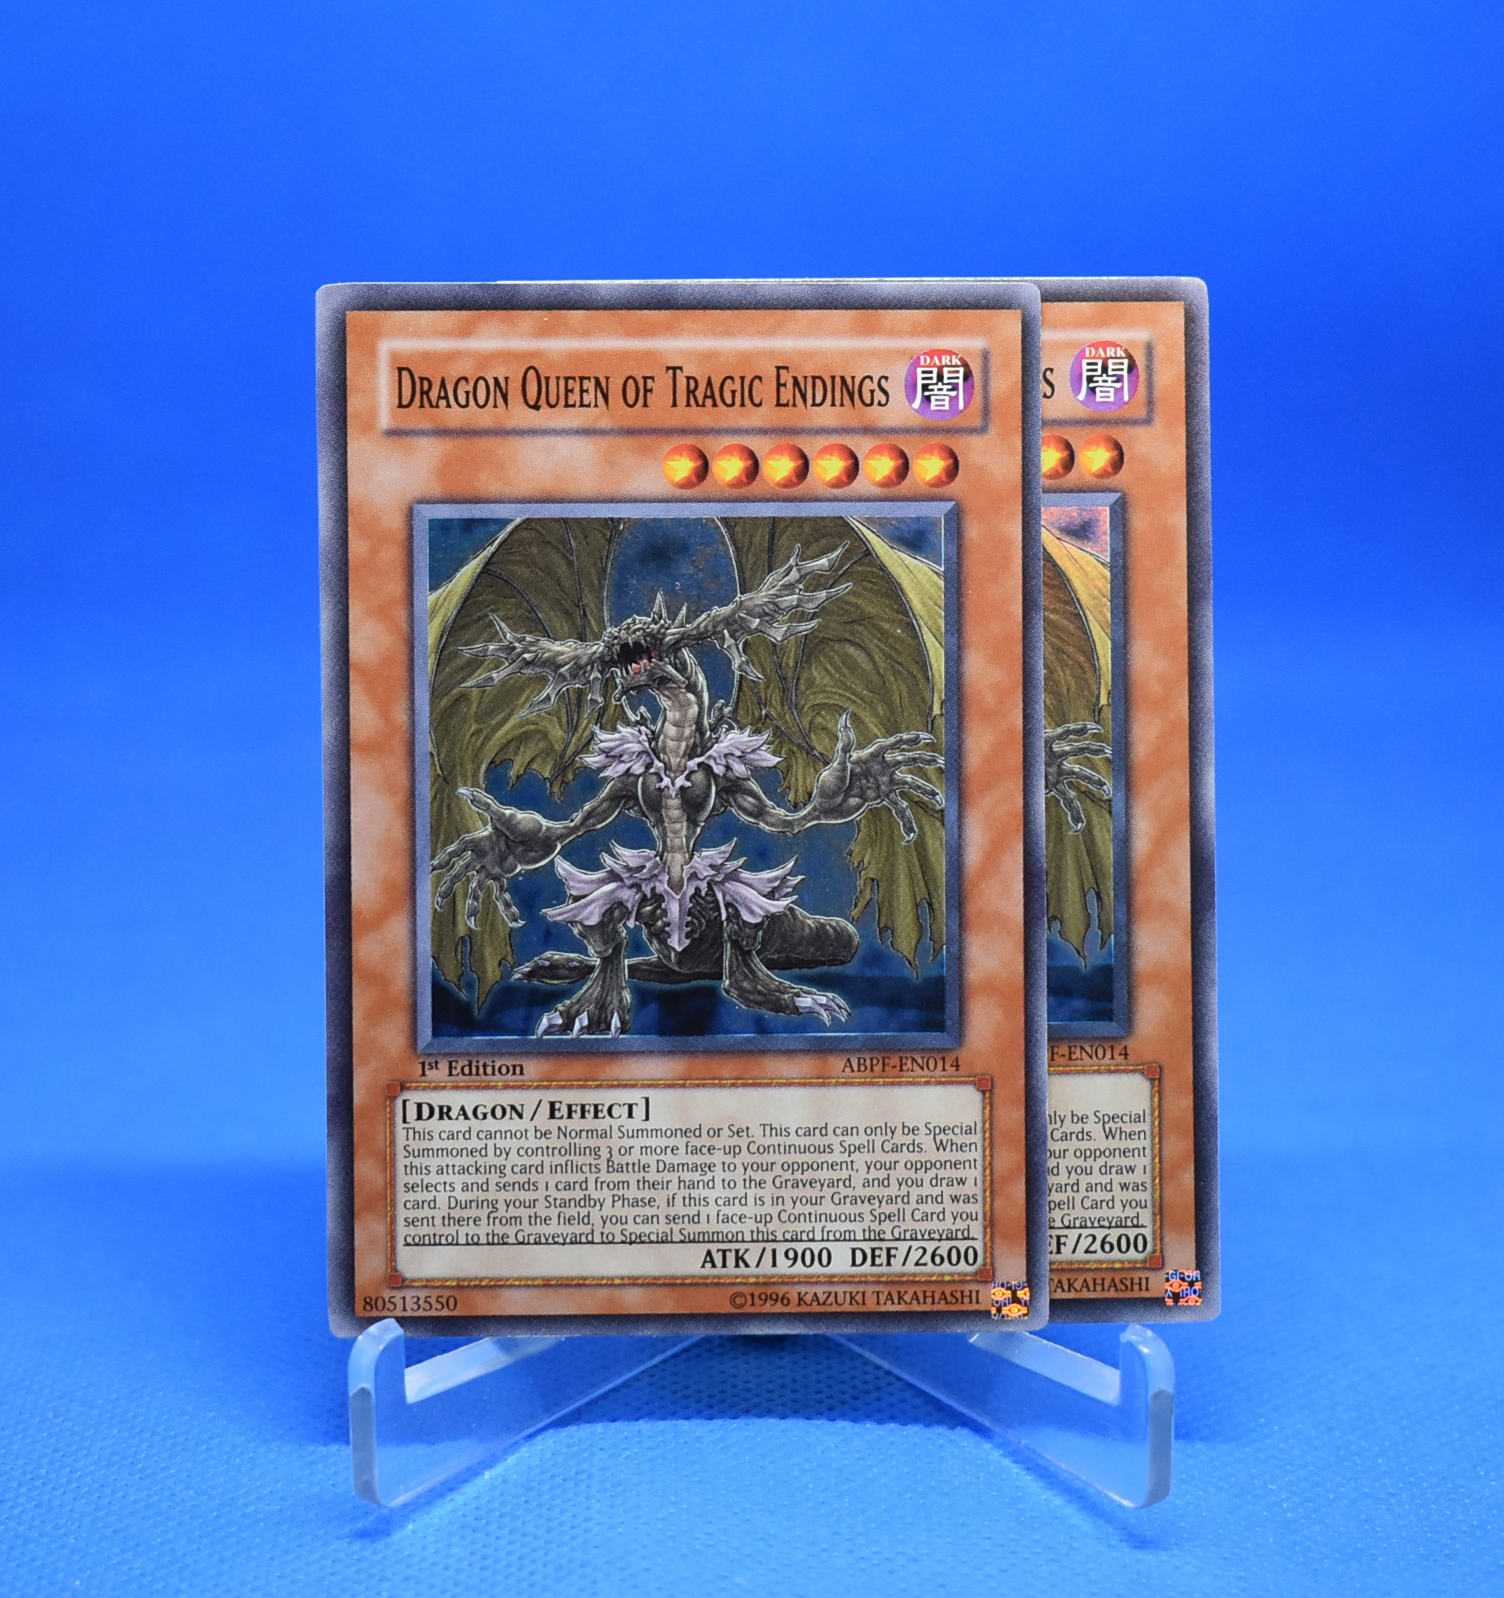 DRAGON QUEEN OF TRAGIC ENDINGS
DARK
闇
1st Edition
ABPF-EN014
[DRAGON/EFFECT]
This card cannot be Normal Summoned or Set. This card can only be Special
Summoned by controlling 3 or more face-up Continuous Spell Cards. When
this attacking card inflicts Battle Damage to your opponent, your opponent
selects and sends 1 card from their hand to the Graveyard, and you draw 1
card. During your Standby Phase, if this card is in your Graveyard and was
sent there from the field, you can send 1 face-up Continuous Spell Card you
control to the Graveyard to Special Summon this card from the Graveyard.
ATK/1900 DEF/2600
80513550
©1996 KAZUKI TAKAHASHI
S
DARK
闇
F-EN014
nly be Special
Cards. When
our opponent
d you draw 1
yard and was
pell Card you
e Graveyard.
EF/2600
TAKAHASHI